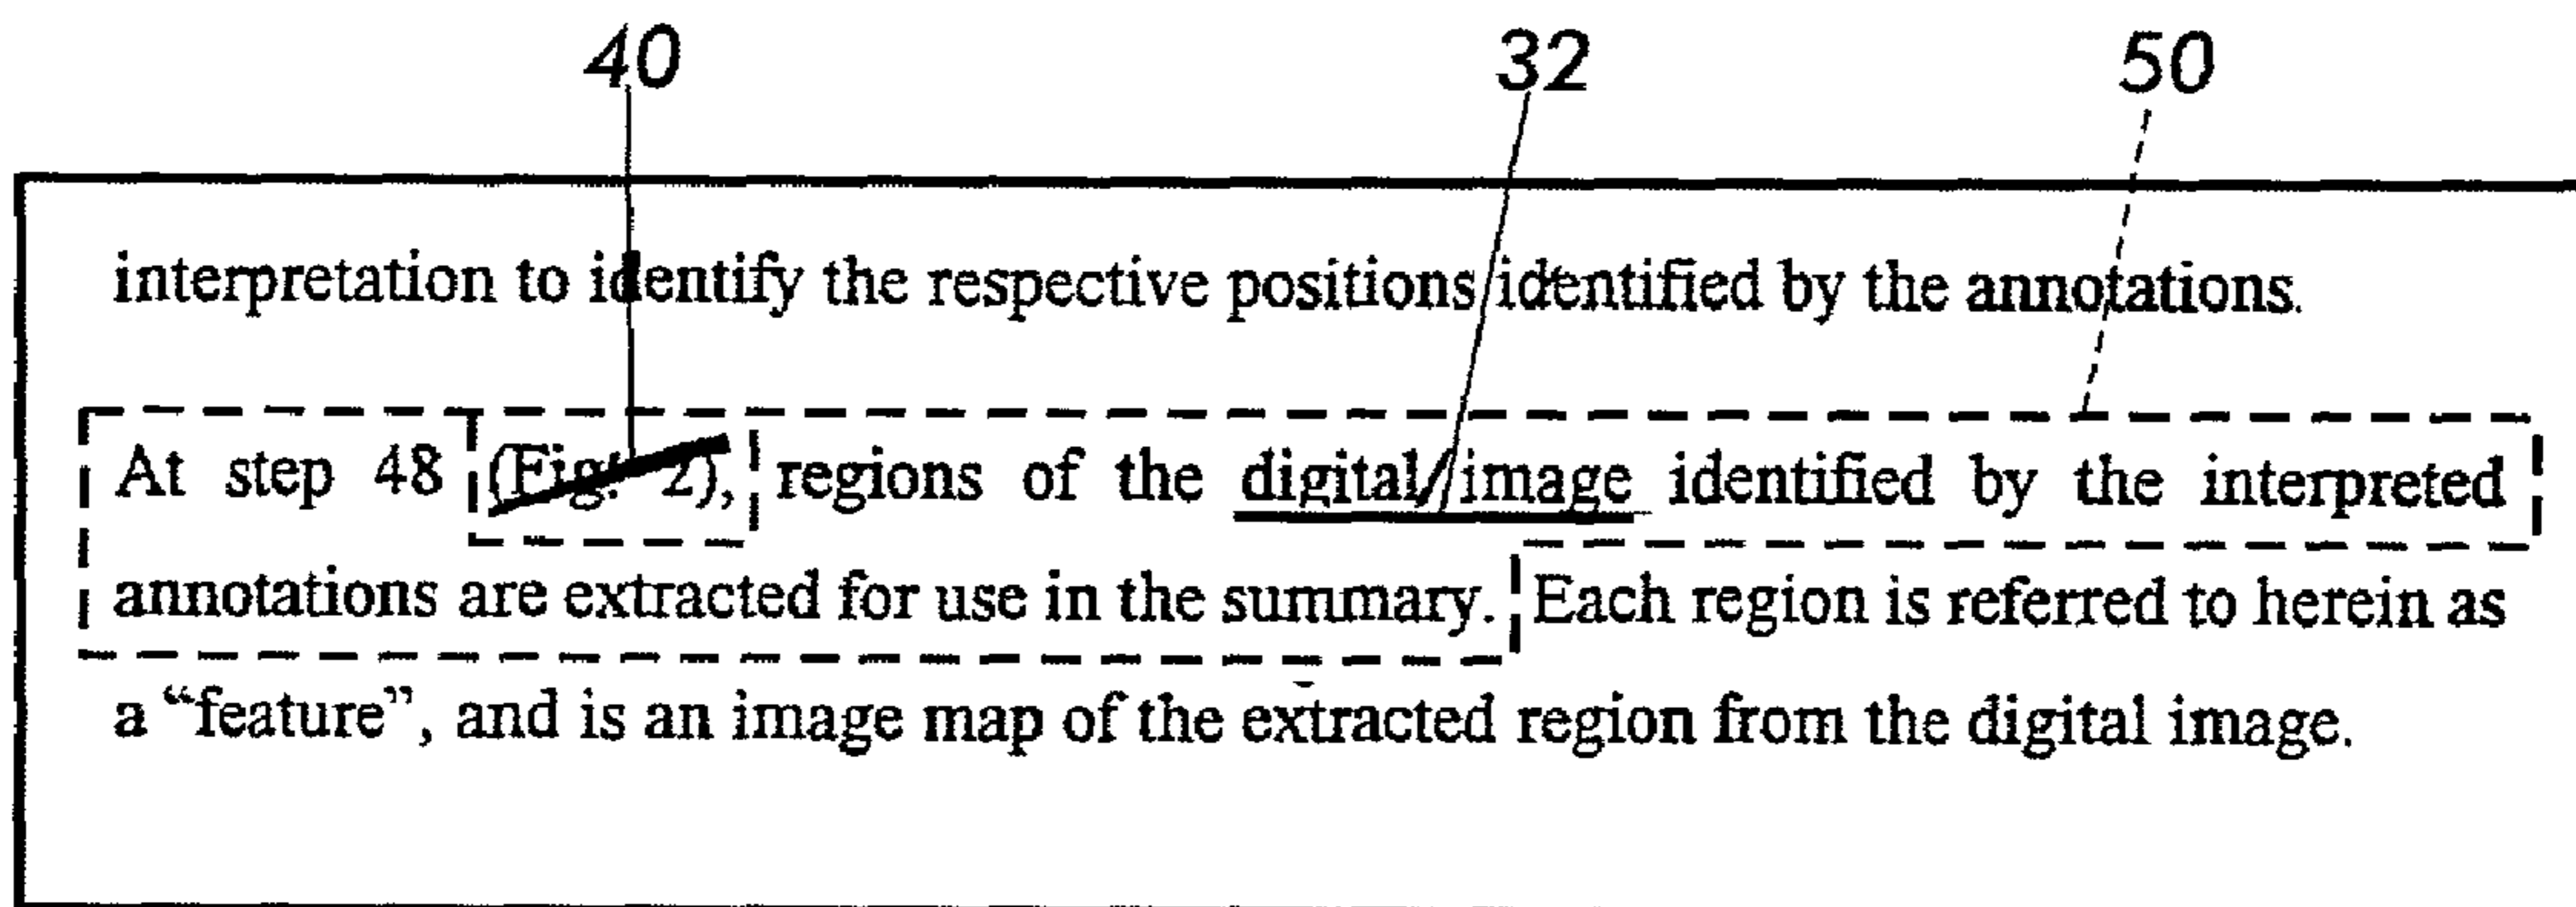 40 32 50
interpretation to identify the respective positions identified by the annotations.
At step 48 (Fig. 2), regions of the digital image identified by the interpreted
annotations are extracted for use in the summary. Each region is referred to herein as
a “feature”, and is an image map of the extracted region from the digital image.